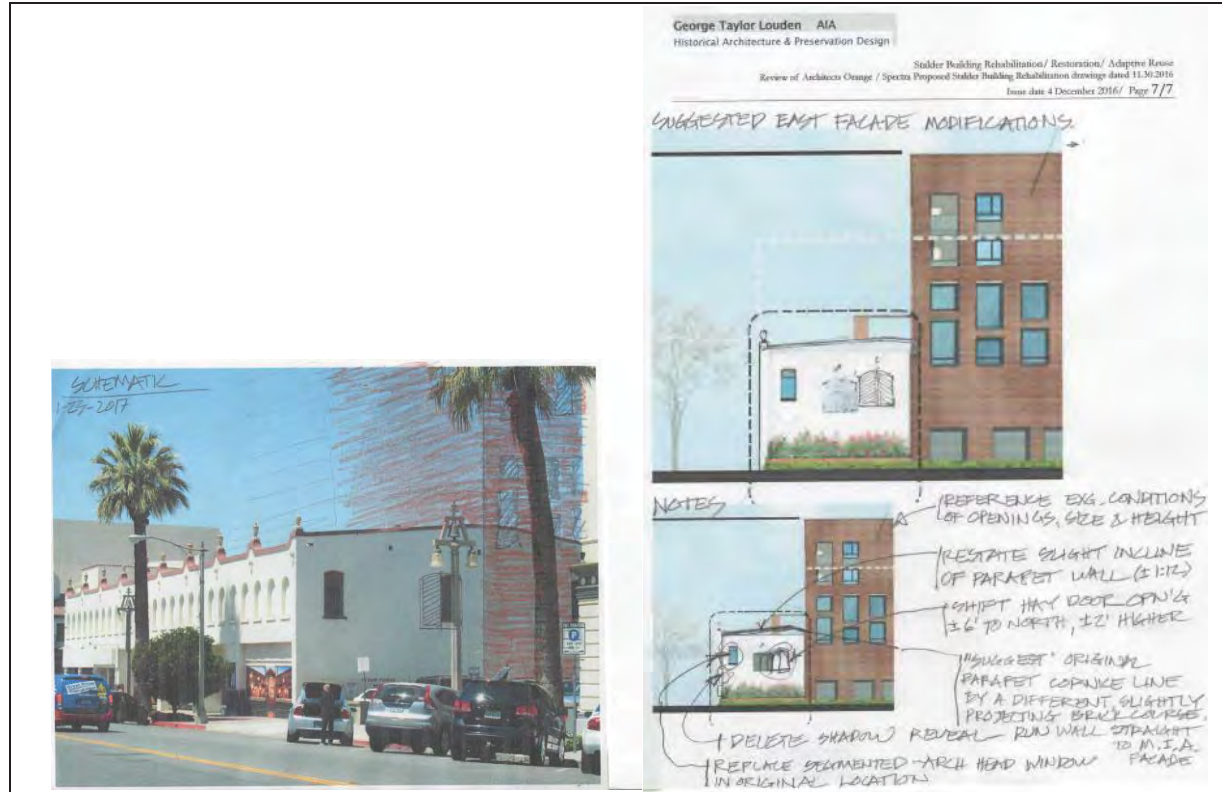 SCHEMATIC
1-23-2017
P
George Taylor Louden AIA
Historical Architecture & Preservation Design
Stalder Building Rehabilitation/ Restoration/ Adaptive Reuse
Review of Architects Orange / Spectra Proposed Stalder Building Rehabilitation drawings dated 11.30.2016
Issue date 4 December 2016/ Page 7/7
SUGGESTED EAST FACADE MODIFICATIONS.
NOTES
REFERENCE EXG. CONDITIONS
OF OPENINGS, SIZE & HEIGHT
RESTATE SLIGHT INCLINE
OF PARAPET WALL (±1:12)
SHIFT HAY DOOR OPN'G
±6' TO NORTH, ±2' HIGHER
"SUGGEST" ORIGINAL
PARAPET CORNICE LINE
BY A DIFFERENT, SLIGHTLY
PROJECTING BRICK COURSE.
DELETE SHADOW REVEAL - RUN WALL STRAIGHT
TO M.I.A.
FACADE
REPLACE SEGMENTED-ARCH HEAD WINDOW
IN ORIGINAL LOCATION